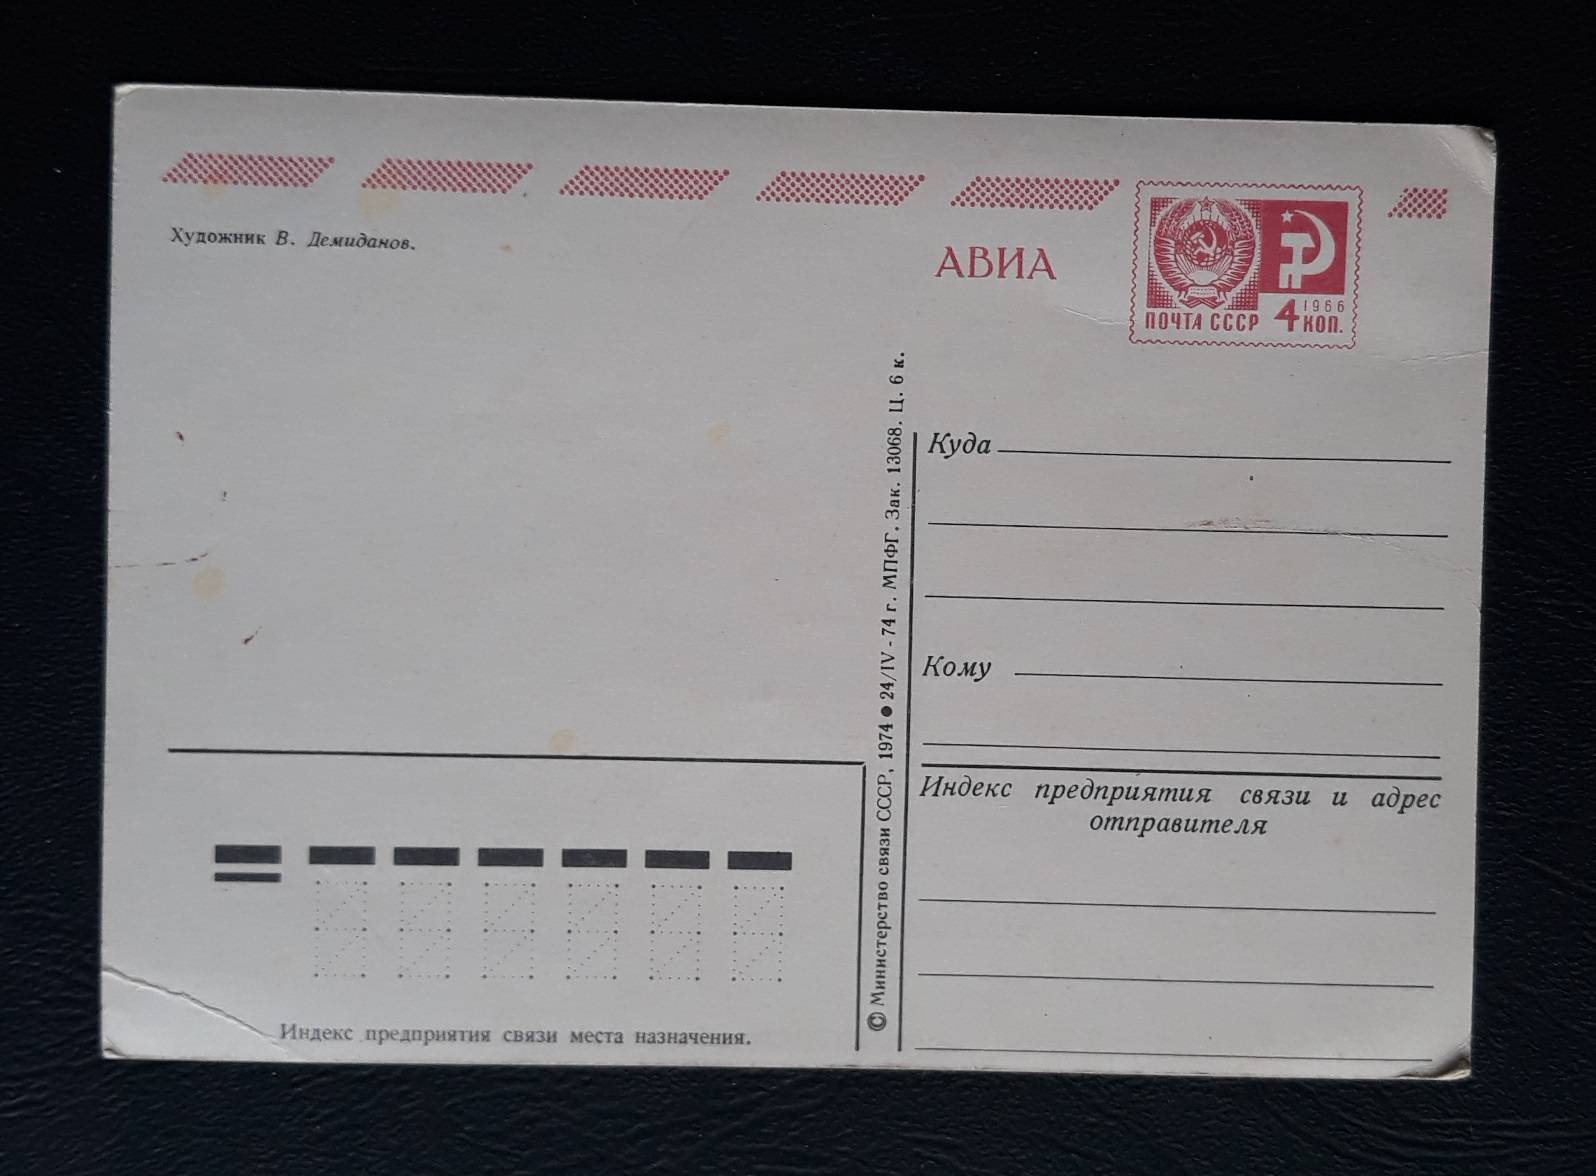 Художник В. Демиданов.
АВИА
1966
ПОЧТА СССР 4 КОП.
Куда
Кому
Индекс предприятия связи и адрес
отправителя
© Министерство связи СССР, 1974 ● 24/IV - 74 г. МПФГ. Зак. 13068. Ц. 6 к.
Индекс предприятия связи места назначения.